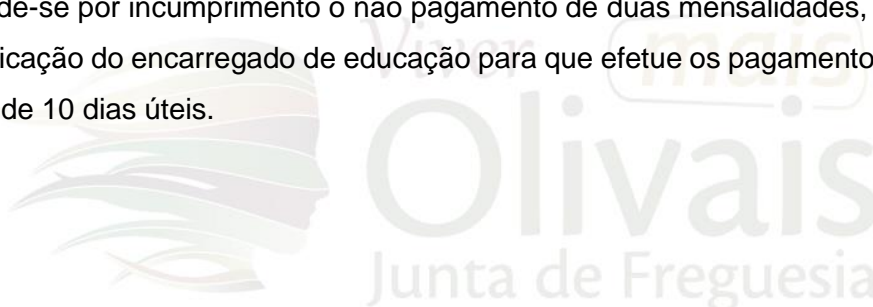 de-se por incumprimento o não pagamento de duas mensalidades,
icação do encarregado de educação para que efetue os pagamento
de 10 dias úteis.
Viver mais
Olivais
Junta de Freguesia